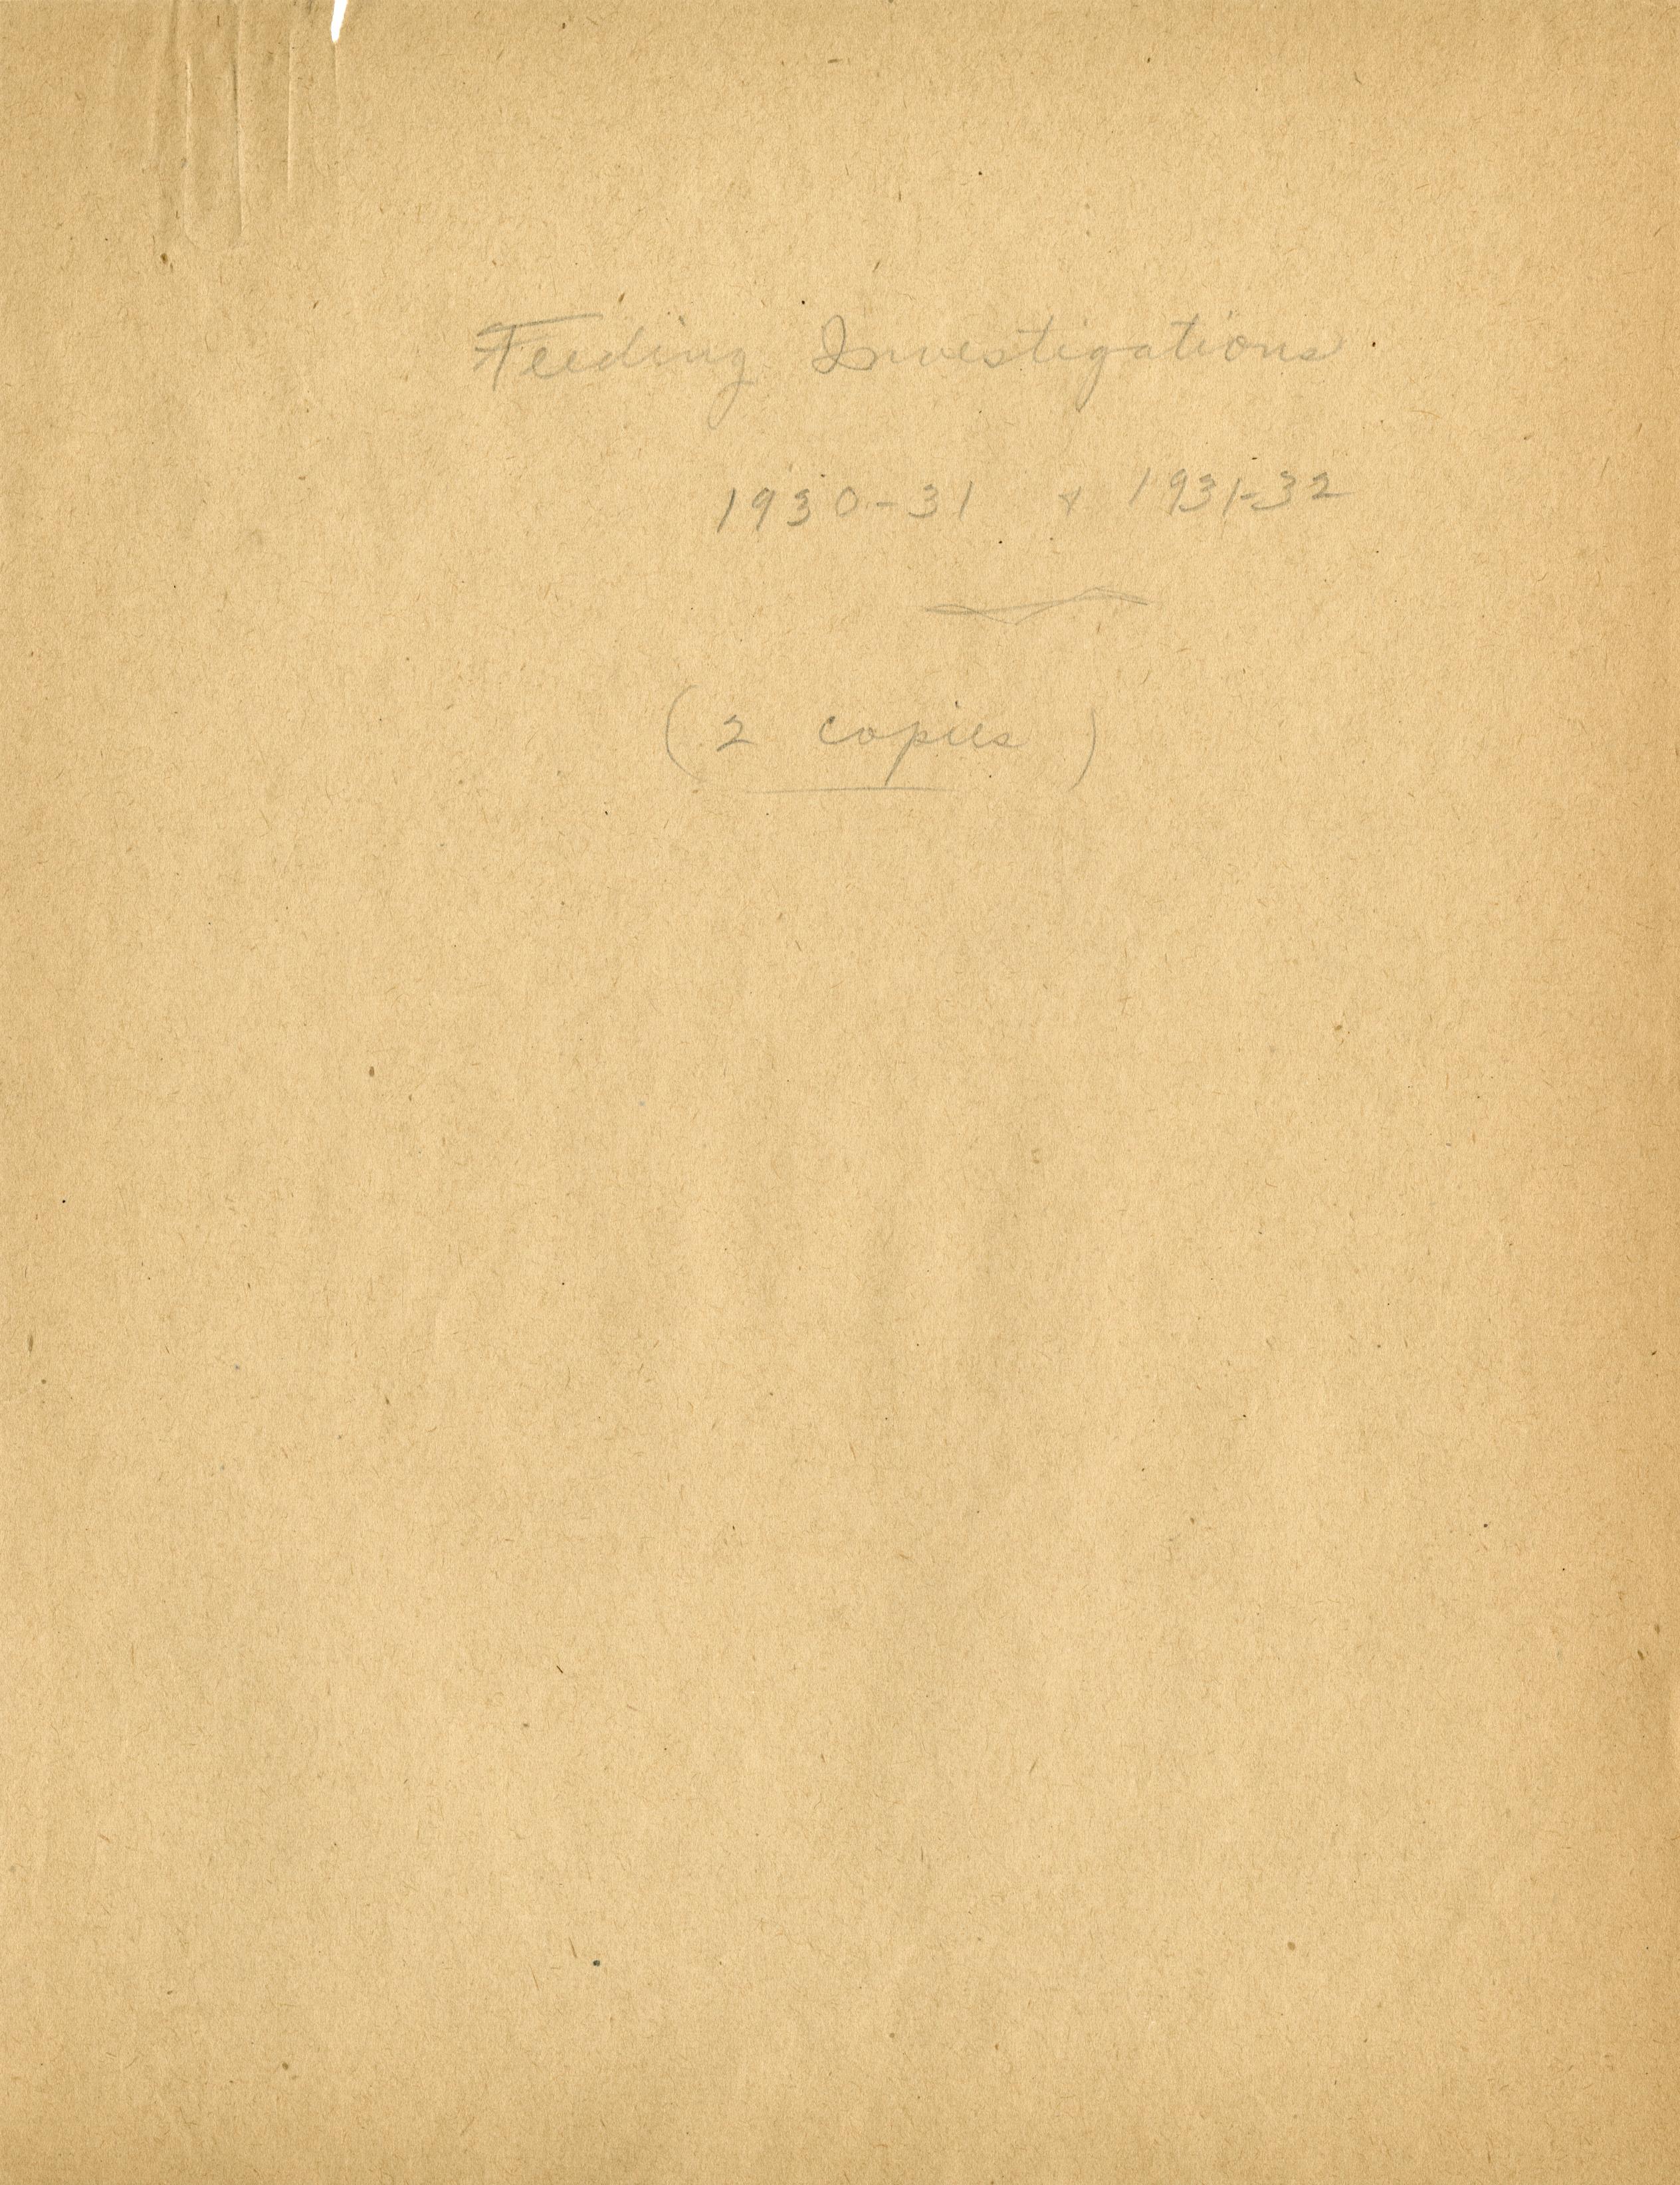 Feeding Investigations
1930-31 & 1931-32
(2 copies)